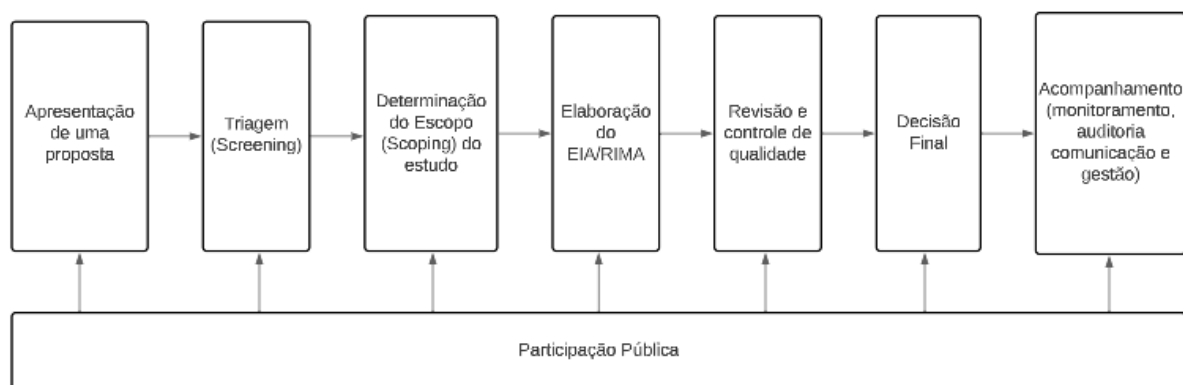 Apresentação
de uma
proposta
Triagem
(Screening)
Determinação
do Escopo
(Scoping) do
estudo
Elaboração
do
EIA/RIMA
Revisão e
controle de
qualidade
Decisão
Final
Acompanhamento
(monitoramento,
auditoria
comunicação e
gestão)
Participação Pública